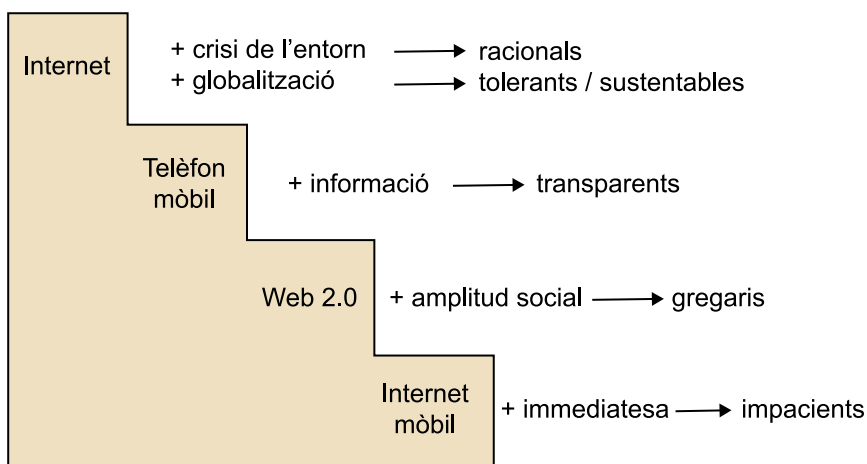 Internet
+ crisi de l’entorn racionals
+ globalització tolerants / sustentables
Telèfon
mòbil
+ informació transparents
Web 2.0 + amplitud social gregaris
Internet
mòbil
+ immediatesa impacients